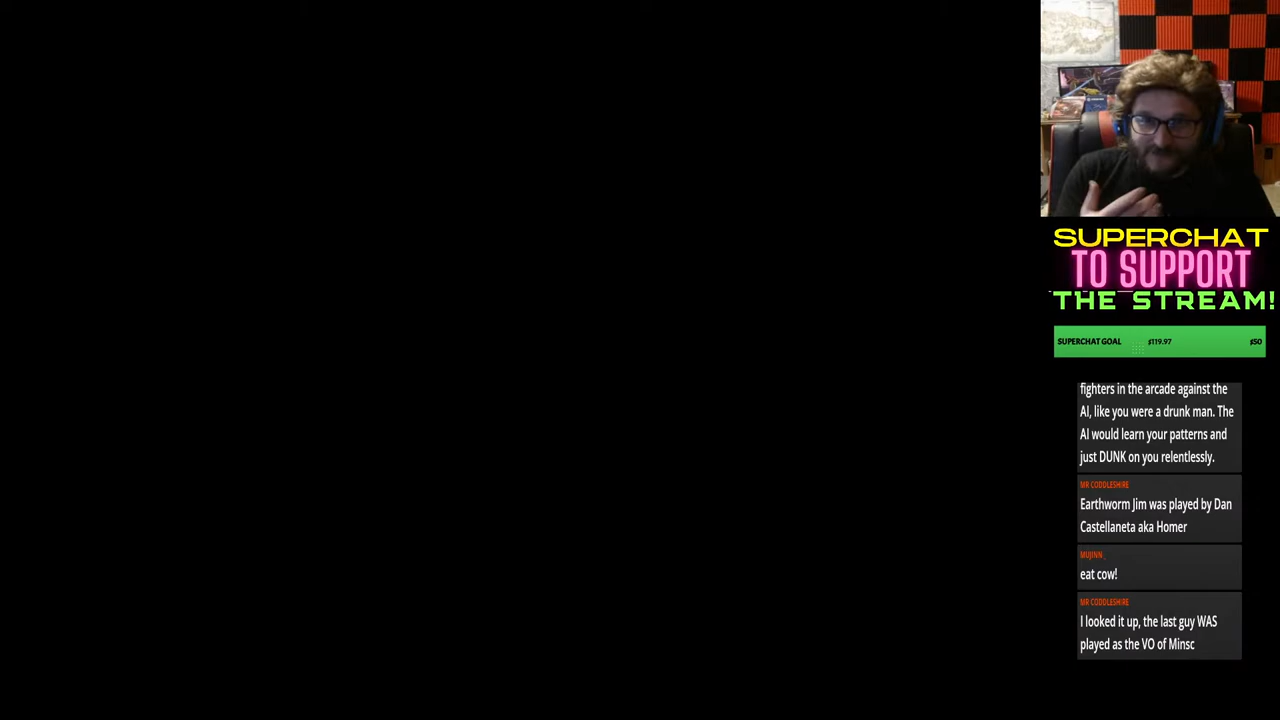 SUPERCHAT
TO SUPPORT
THE STREAM!
SUPERCHAT GOAL $119.97 $50
fighters in the arcade against the
AI, like you were a drunk man. The
AI would learn your patterns and
just DUNK on you relentlessly.
MR CODDLESHIRE
Earthworm Jim was played by Dan
Castellaneta aka Homer
MUJINN
eat cow!
MR CODDLESHIRE
I looked it up, the last guy WAS
played as the VO of Minsc